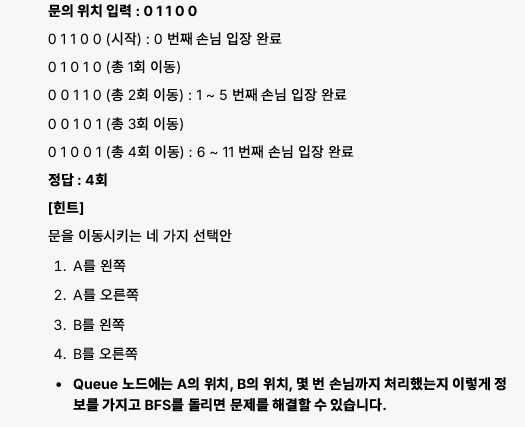 문의 위치 입력 : 0 1 1 0 0
0 1 1 0 0 (시작) : 0 번째 손님 입장 완료
0 1 0 1 0 (총 1회 이동)
0 0 1 1 0 (총 2회 이동) : 1 ~ 5 번째 손님 입장 완료
0 0 1 0 1 (총 3회 이동)
0 1 0 0 1 (총 4회 이동) : 6 ~ 11 번째 손님 입장 완료
정답 : 4회
[힌트]
문을 이동시키는 네 가지 선택안
1. A를 왼쪽
2. A를 오른쪽
3. B를 왼쪽
4. B를 오른쪽
• Queue 노드에는 A의 위치, B의 위치, 몇 번 손님까지 처리했는지 이렇게 정
보를 가지고 BFS를 돌리면 문제를 해결할 수 있습니다.